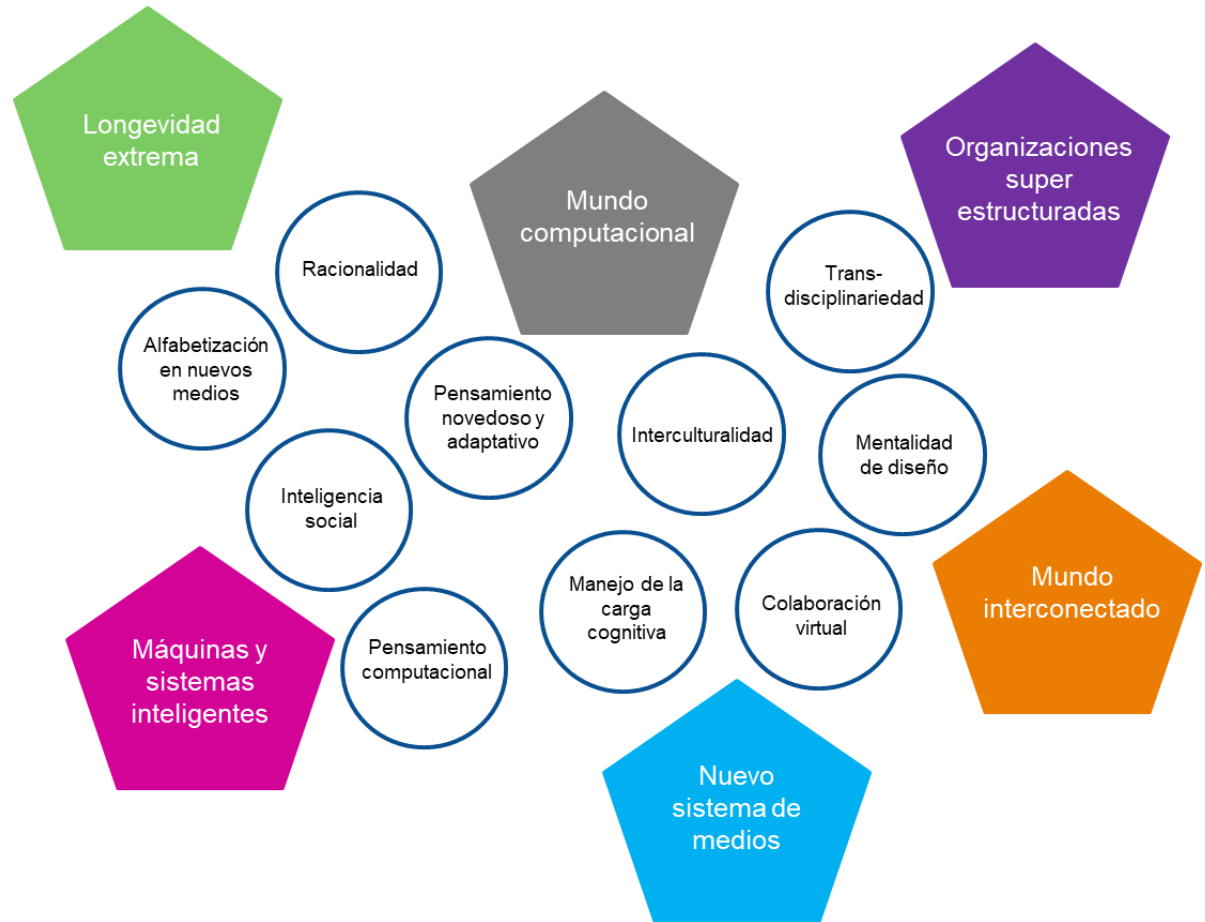 Longevidad
extrema
Mundo
computacional
Organizaciones
super
estructuradas
Racionalidad
Trans-
disciplinariedad
Alfabetización
en nuevos
medios
Pensamiento
novedoso y
adaptativo
Interculturalidad
Mentalidad
de diseño
Inteligencia
social
Manejo de la
carga
cognitiva
Colaboración
virtual
Mundo
interconectado
Máquinas y
sistemas
inteligentes
Pensamiento
computacional
Nuevo
sistema de
medios